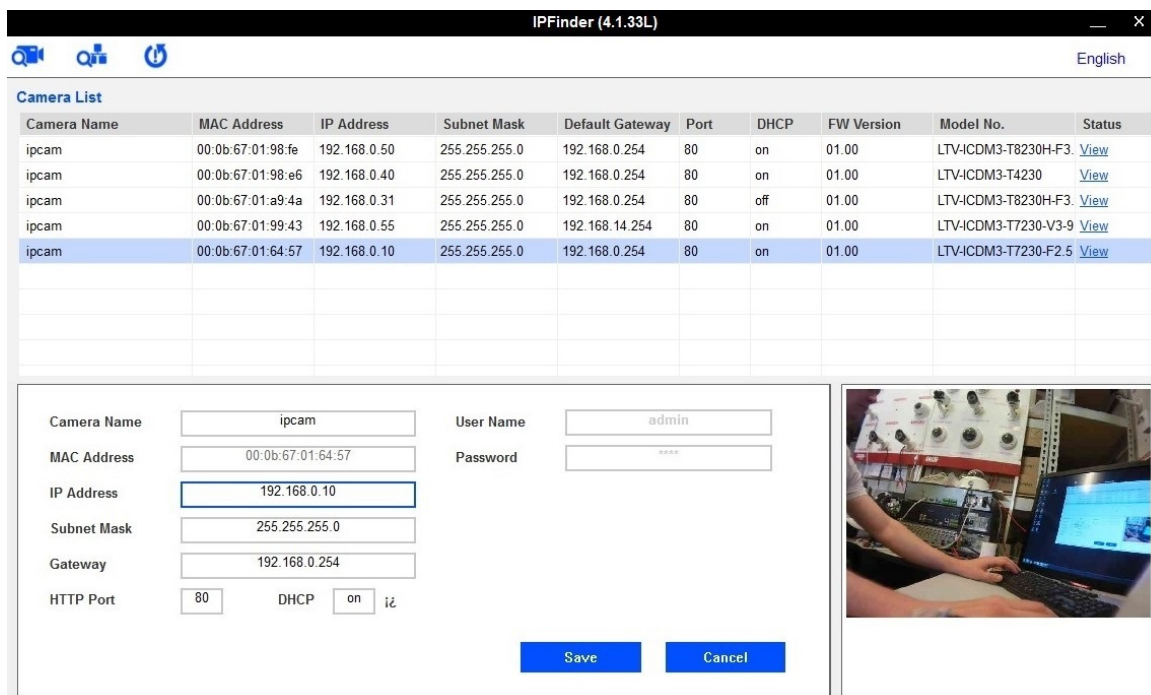 IPFinder (4.1.33L)
English
Camera List
Camera Name MAC Address IP Address Subnet Mask Default Gateway Port DHCP FW Version Model No. Status
ipcam 00:0b:67:01:98:fe 192.168.0.50 255.255.255.0 192.168.0.254 80 on 01.00 LTV-ICDM3-T8230H-F3. View
ipcam 00:0b:67:01:98:e6 192.168.0.40 255.255.255.0 192.168.0.254 80 on 01.00 LTV-ICDM3-T4230 View
ipcam 00:0b:67:01:a9:4a 192.168.0.31 255.255.255.0 192.168.0.254 80 off 01.00 LTV-ICDM3-T8230H-F3. View
ipcam 00:0b:67:01:99:43 192.168.0.55 255.255.255.0 192.168.14.254 80 on 01.00 LTV-ICDM3-T7230-V3-9 View
ipcam 00:0b:67:01:64:57 192.168.0.10 255.255.255.0 192.168.0.254 80 on 01.00 LTV-ICDM3-T7230-F2.5 View
Camera Name ipcam User Name admin
MAC Address 00:0b:67:01:64:57 Password ****
IP Address 192.168.0.10
Subnet Mask 255.255.255.0
Gateway 192.168.0.254
HTTP Port 80 DHCP on ¡¿
Save Cancel